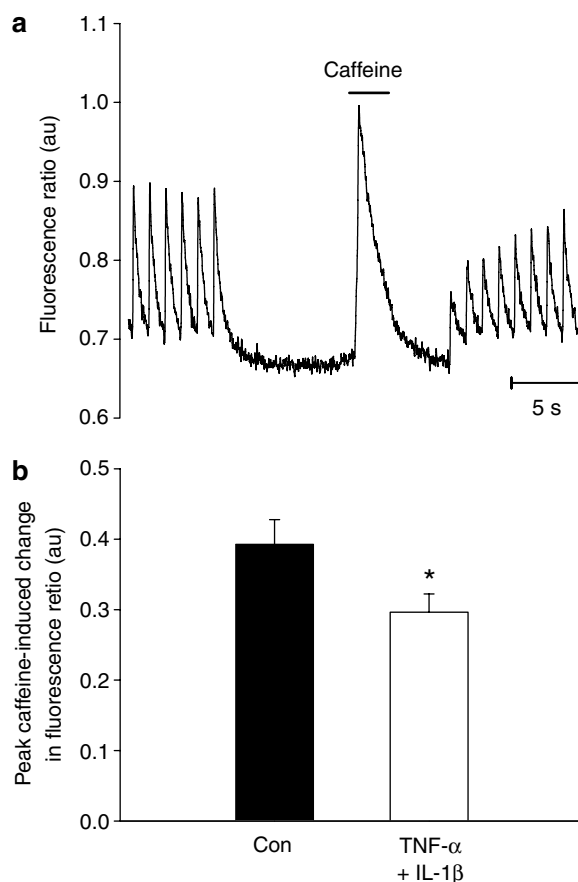 a
1.1
1.0
0.9
0.8
0.7
0.6
Fluorescence ratio (au)
Caffeine
5 s
b
0.5
0.4
0.3
0.2
0.1
0.0
Peak caffeine-induced change
in fluorescence retio (au)
*
Con
TNF-α
+ IL-1β